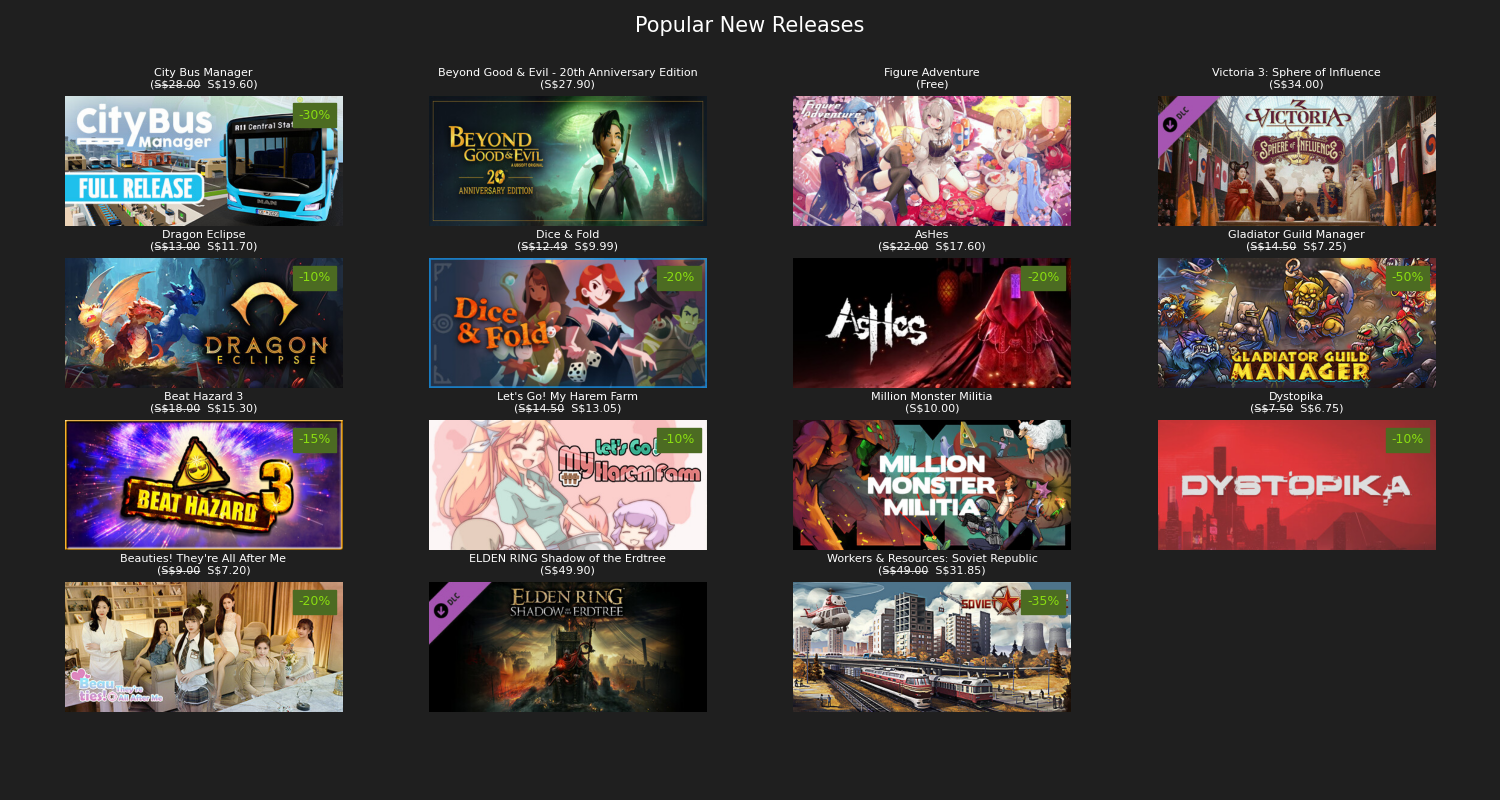 Popular New Releases
City Bus Manager
(S$28.00 S$19.60)
Beyond Good & Evil - 20th Anniversary Edition
(S$27.90)
Figure Adventure
(Free)
Victoria 3: Sphere of Influence
(S$34.00)
CityBus
Manager
FULL RELEASE
R11 Central Stat
MAN
-30%
BEYOND
GOOD & EVIL
A UBISOFT ORIGINAL
20
ANNIVERSARY EDITION
Figure
Adventure
DLC
VICTORIA
3
SPHERE OF INFLUENCE
Dragon Eclipse
(S$13.00 S$11.70)
Dice & Fold
(S$12.49 S$9.99)
AsHes
(S$22.00 S$17.60)
Gladiator Guild Manager
(S$14.50 S$7.25)
-10%
DRAGON
ECLIPSE
-20%
Dice
& Fold
-20%
AsHes
-50%
GLADIATOR GUILD
MANAGER
Beat Hazard 3
(S$18.00 S$15.30)
Let's Go! My Harem Farm
(S$14.50 S$13.05)
Million Monster Militia
(S$10.00)
Dystopika
(S$7.50 S$6.75)
-15%
BEAT HAZARD 3
-10%
Let's Go!
My Harem Farm
MILLION
MONSTER
MILITIA
-10%
DYSTOPIKA
Beauties! They're All After Me
(S$9.00 S$7.20)
ELDEN RING Shadow of the Erdtree
(S$49.90)
Workers & Resources: Soviet Republic
(S$49.00 S$31.85)
-20%
Beau
ties!
They're
All After Me
DLC
ELDEN RING
SHADOW OF THE ERDTREE
-35%
SOVIE